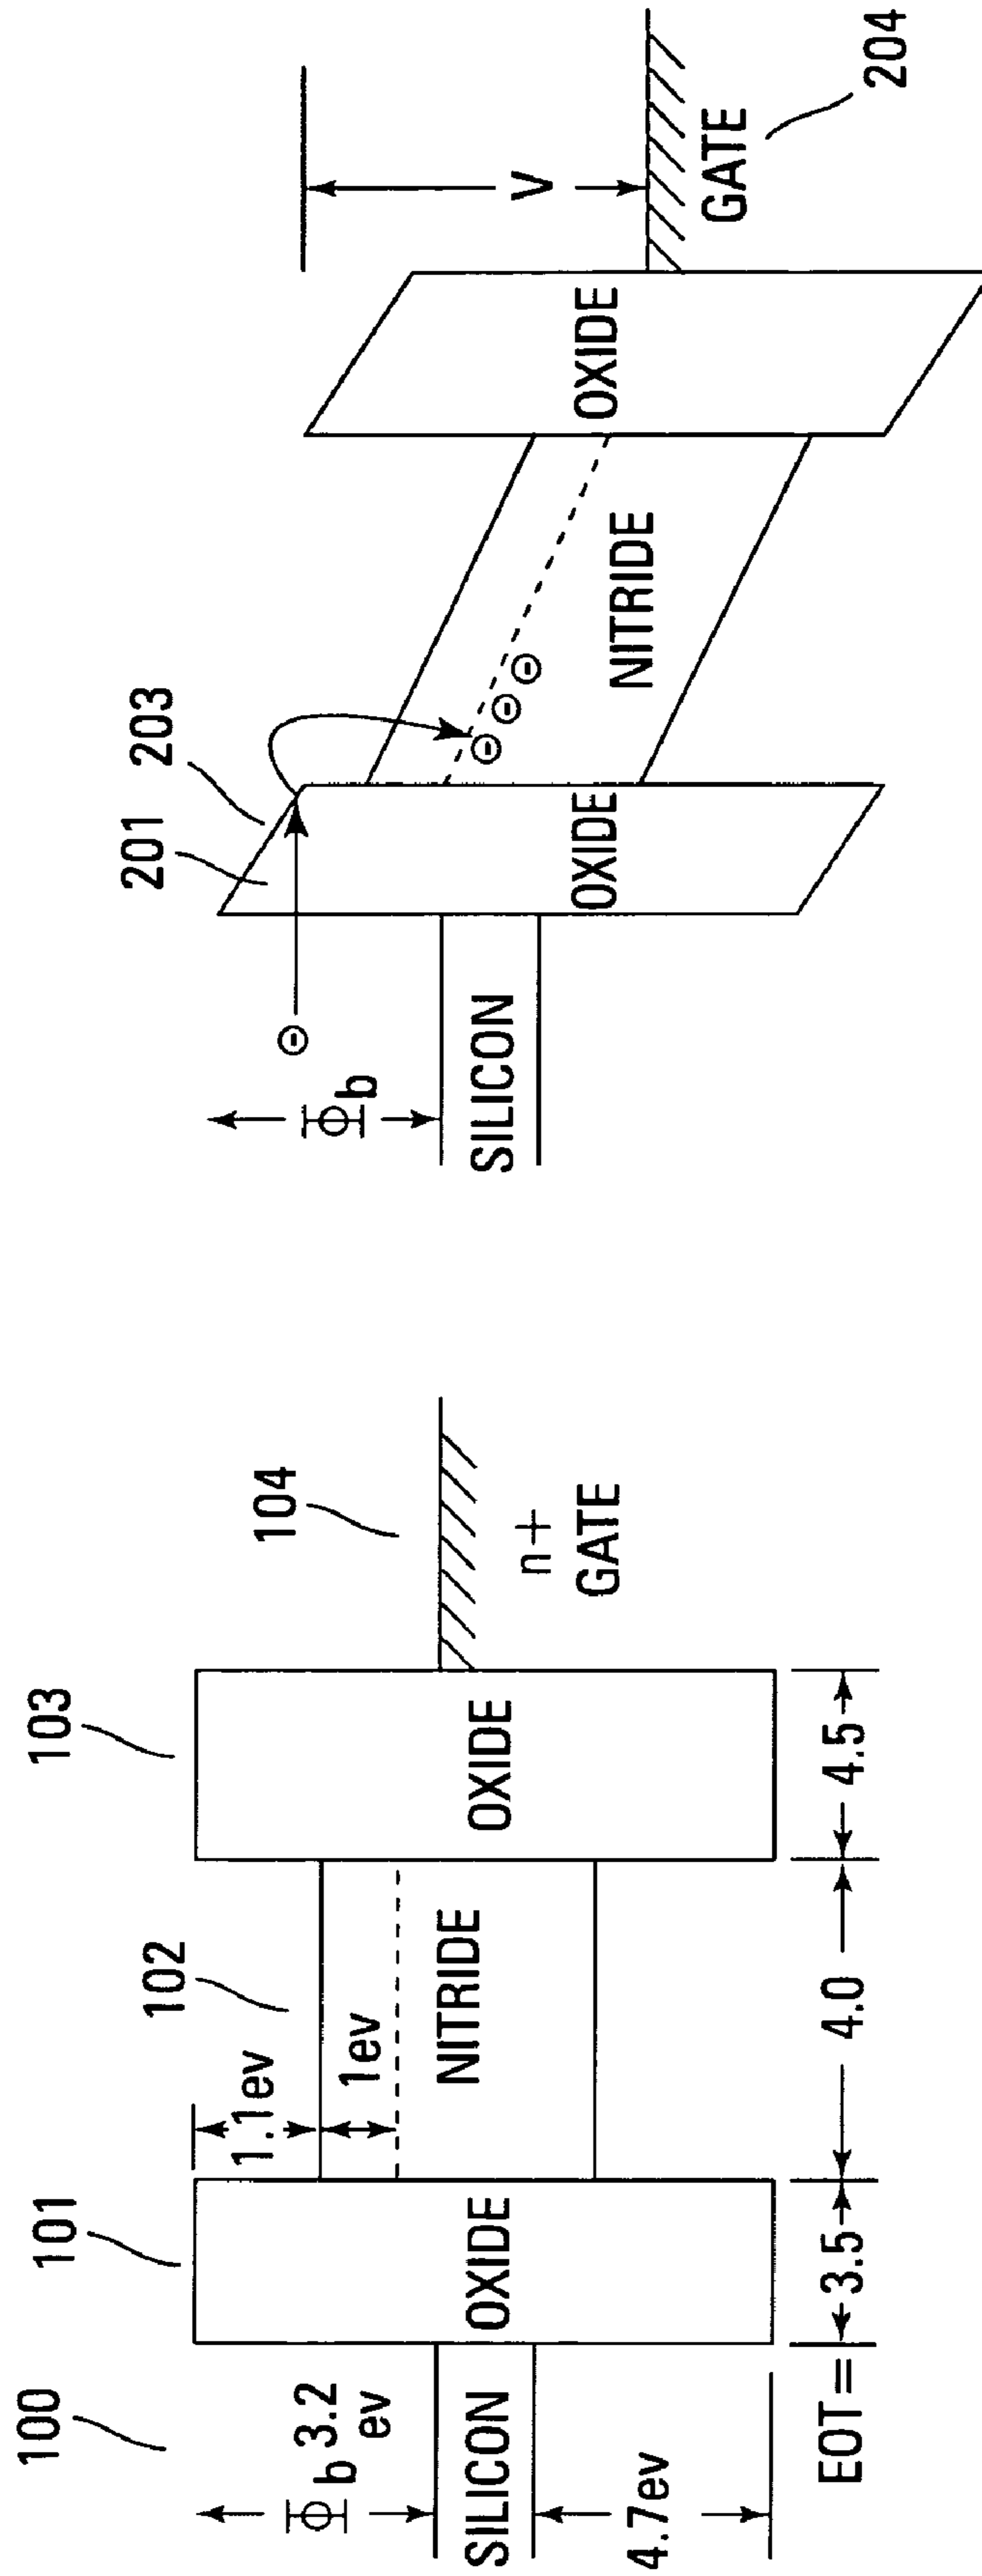 100
101
102
103
104
Φb 3.2
ev
1.1ev
1ev
SILICON
OXIDE
NITRIDE
OXIDE
n+
GATE
4.7ev
EOT =
3.5
4.0
4.5
201
203
Φb
SILICON
OXIDE
NITRIDE
OXIDE
V
GATE
204